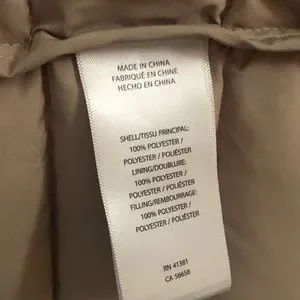 MADE IN CHINA
FABRIQUÉ EN CHINE
HECHO EN CHINA
SHELL/TISSU PRINCIPAL:
100% POLYESTER /
POLYESTER / POLIÉSTER
LINING/DOUBLURE:
100% POLYESTER /
POLYESTER / POLIÉSTER
FILLING/REMBOURRAGE:
100% POLYESTER /
POLYESTER / POLIÉSTER
RN 41381
CA 56658